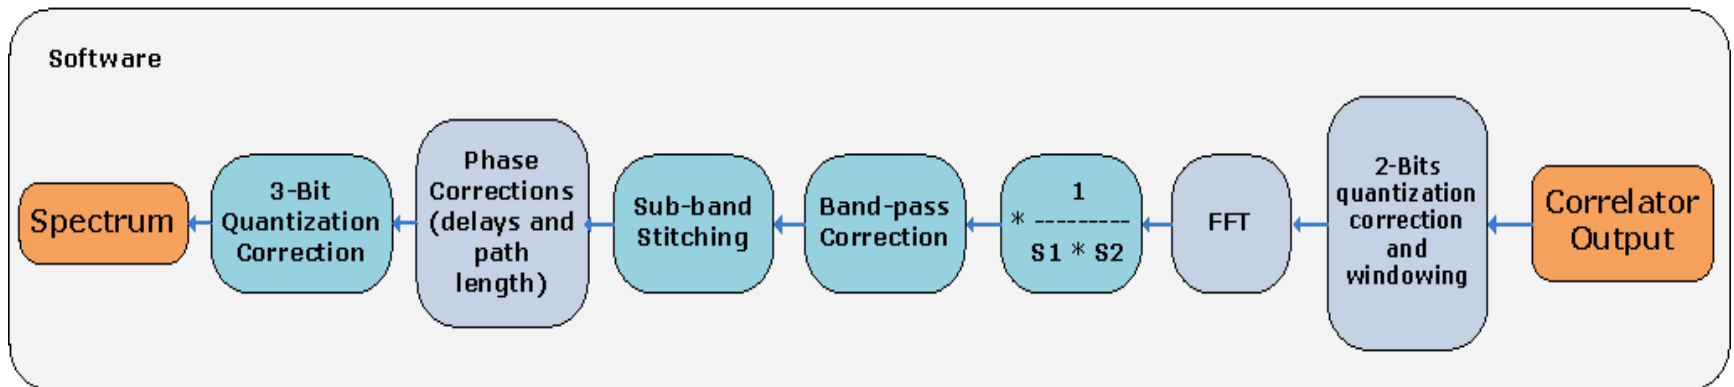 Software
Spectrum
3-Bit
Quantization
Correction
Phase
Corrections
(delays and
path
length)
Sub-band
Stitching
Band-pass
Correction
1
* ---------
S1 * S2
FFT
2-Bits
quantization
correction
and
windowing
Correlator
Output